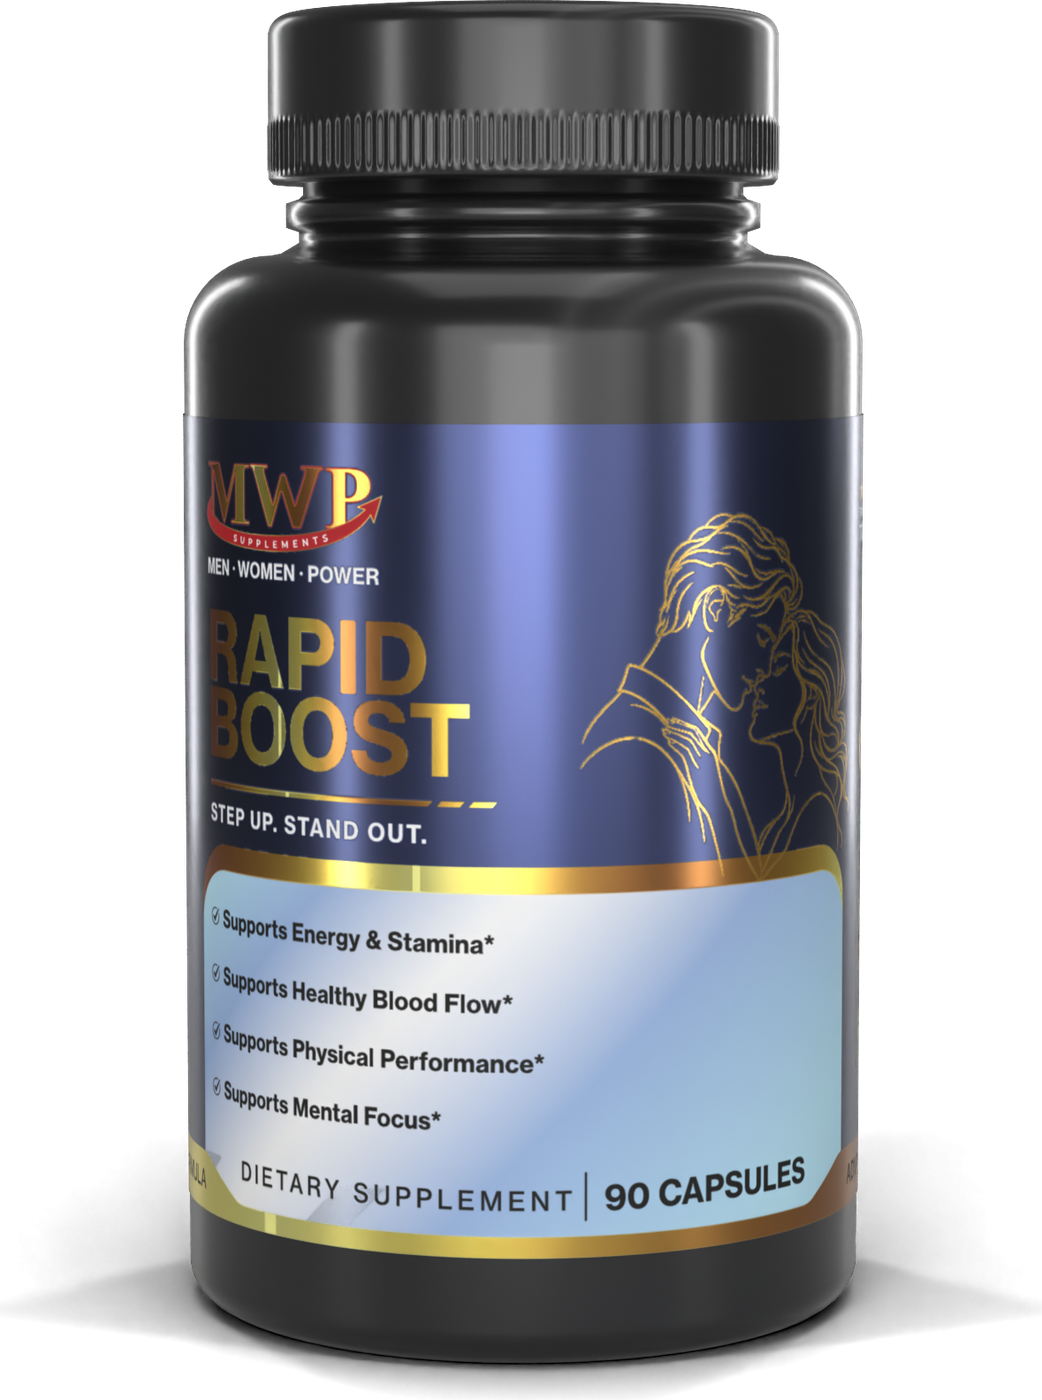 MWP
SUPPLEMENTS
MEN · WOMEN · POWER
RAPID
BOOST
STEP UP. STAND OUT.
Supports Energy & Stamina*
Supports Healthy Blood Flow*
Supports Physical Performance*
Supports Mental Focus*
DIETARY SUPPLEMENT | 90 CAPSULES